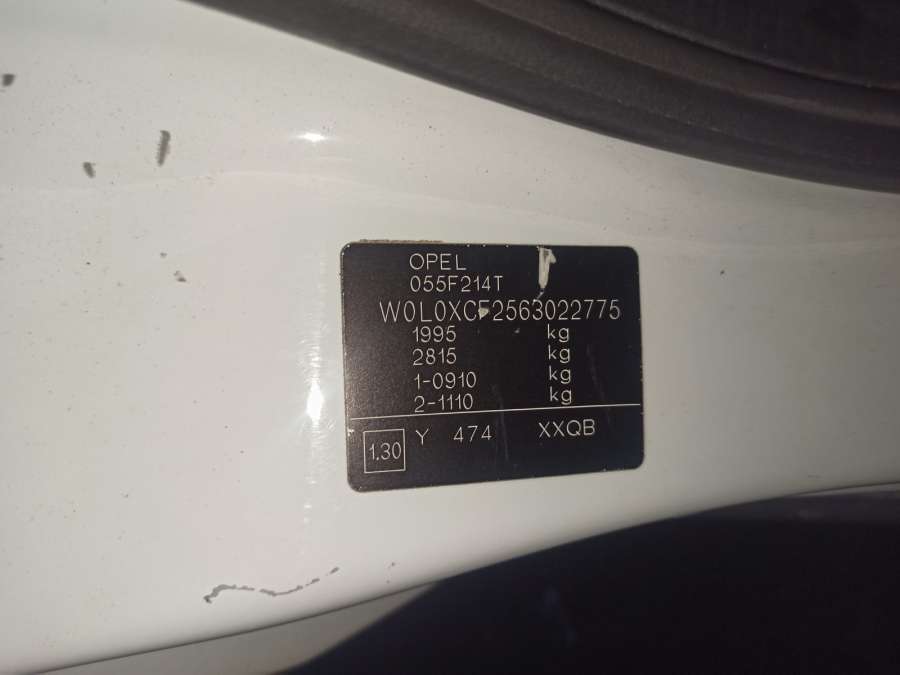 OPEL
055F214T
W0L0XCF2563022775
1995 kg
2815 kg
1-0910 kg
2-1110 kg
1.30 Y 474 XXQB